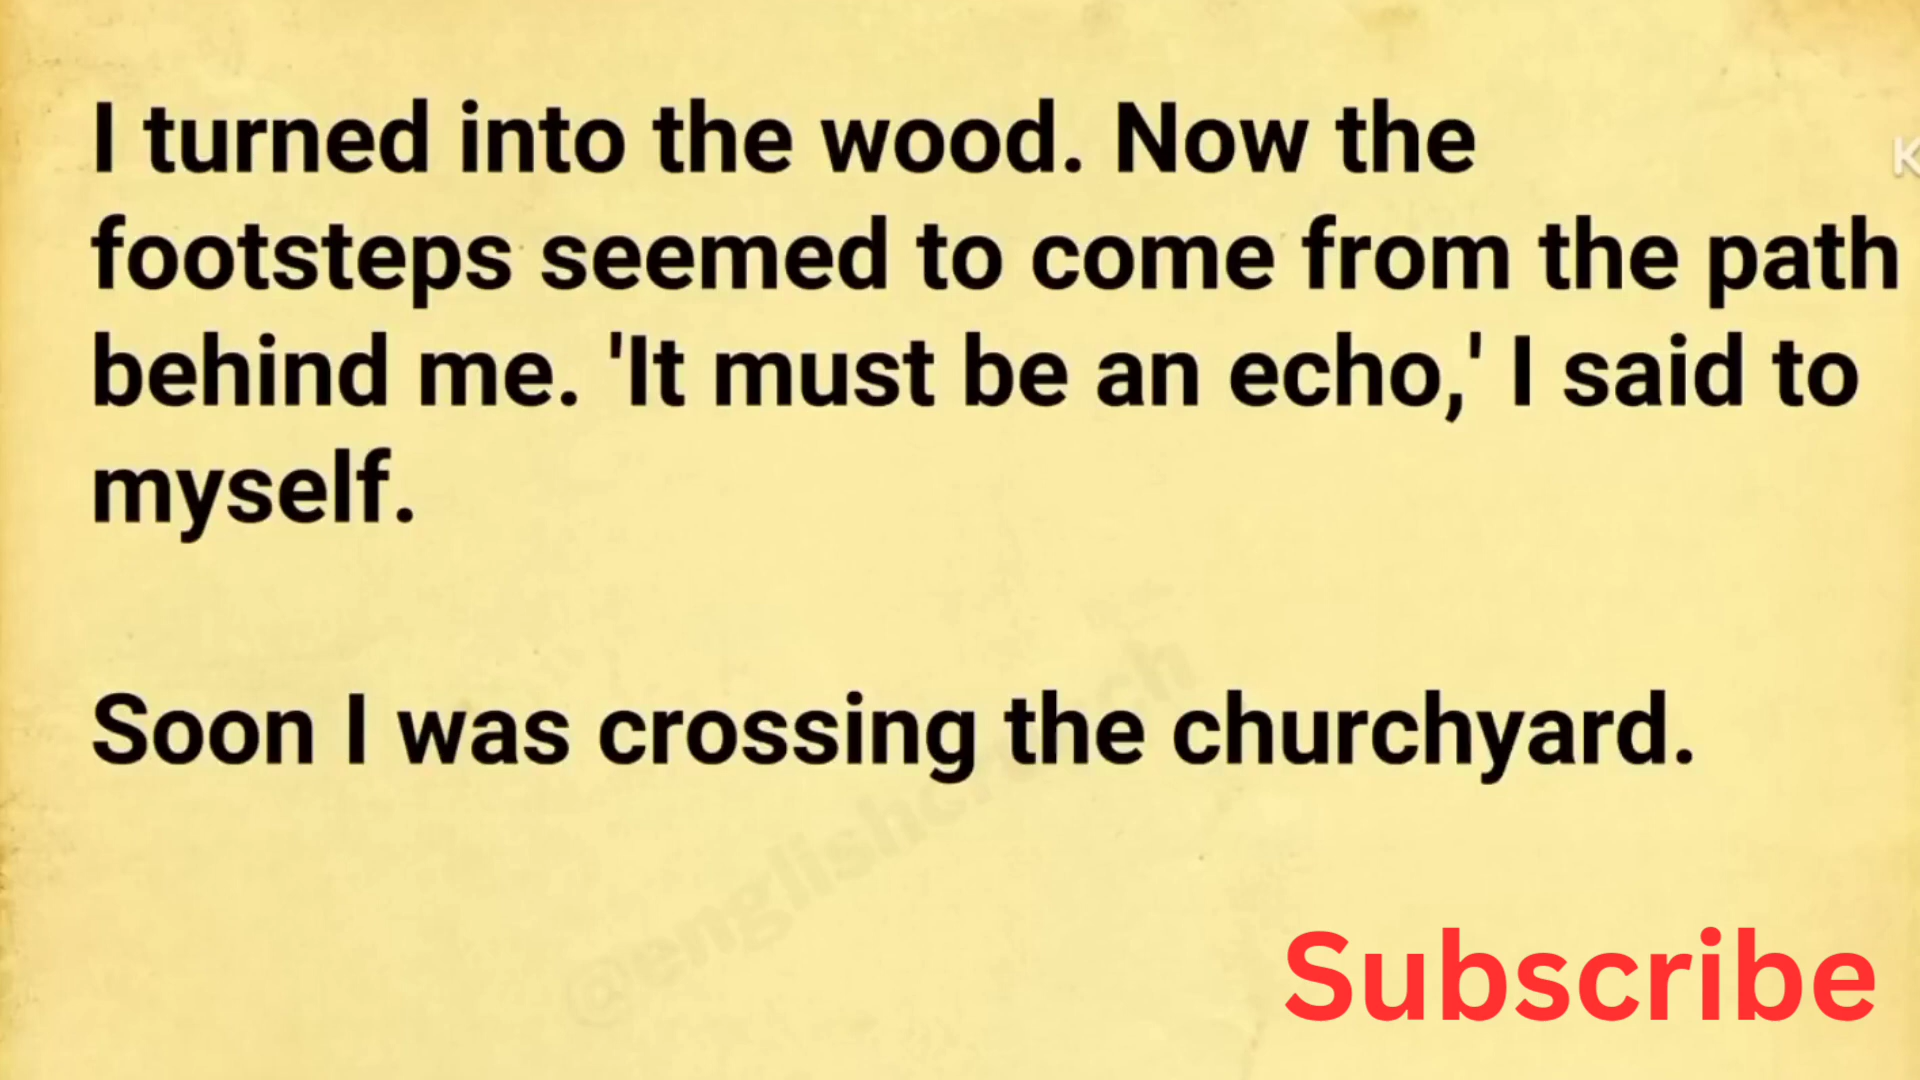 I turned into the wood. Now the
footsteps seemed to come from the path
behind me. 'It must be an echo,' I said to
myself.
Soon I was crossing the churchyard.
Subscribe